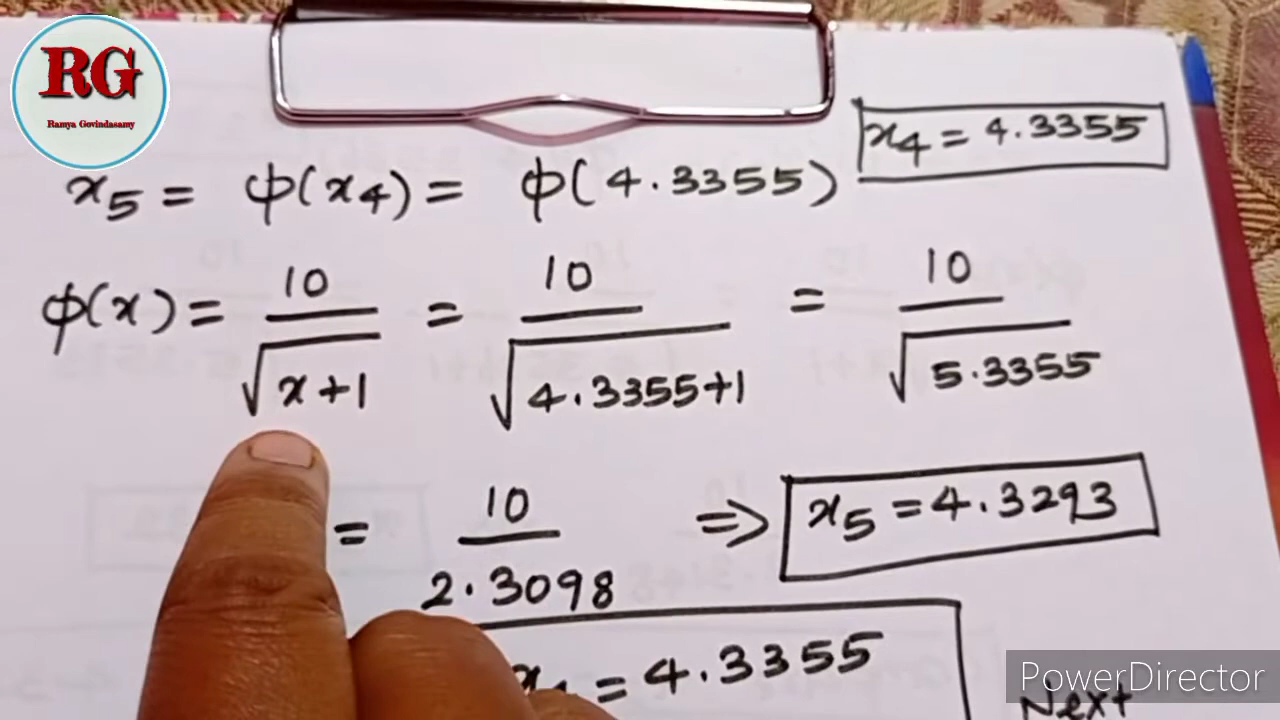 RG
Ramya Govindasamy
x₄ = 4.3355
x₅ = φ(x₄) = φ(4.3355)
φ(x) = 10/√(x+1) = 10/√(4.3355+1) = 10/√(5.3355)
= 10/2.3098 => x₅ = 4.3293
= 4.3355
Next
PowerDirector